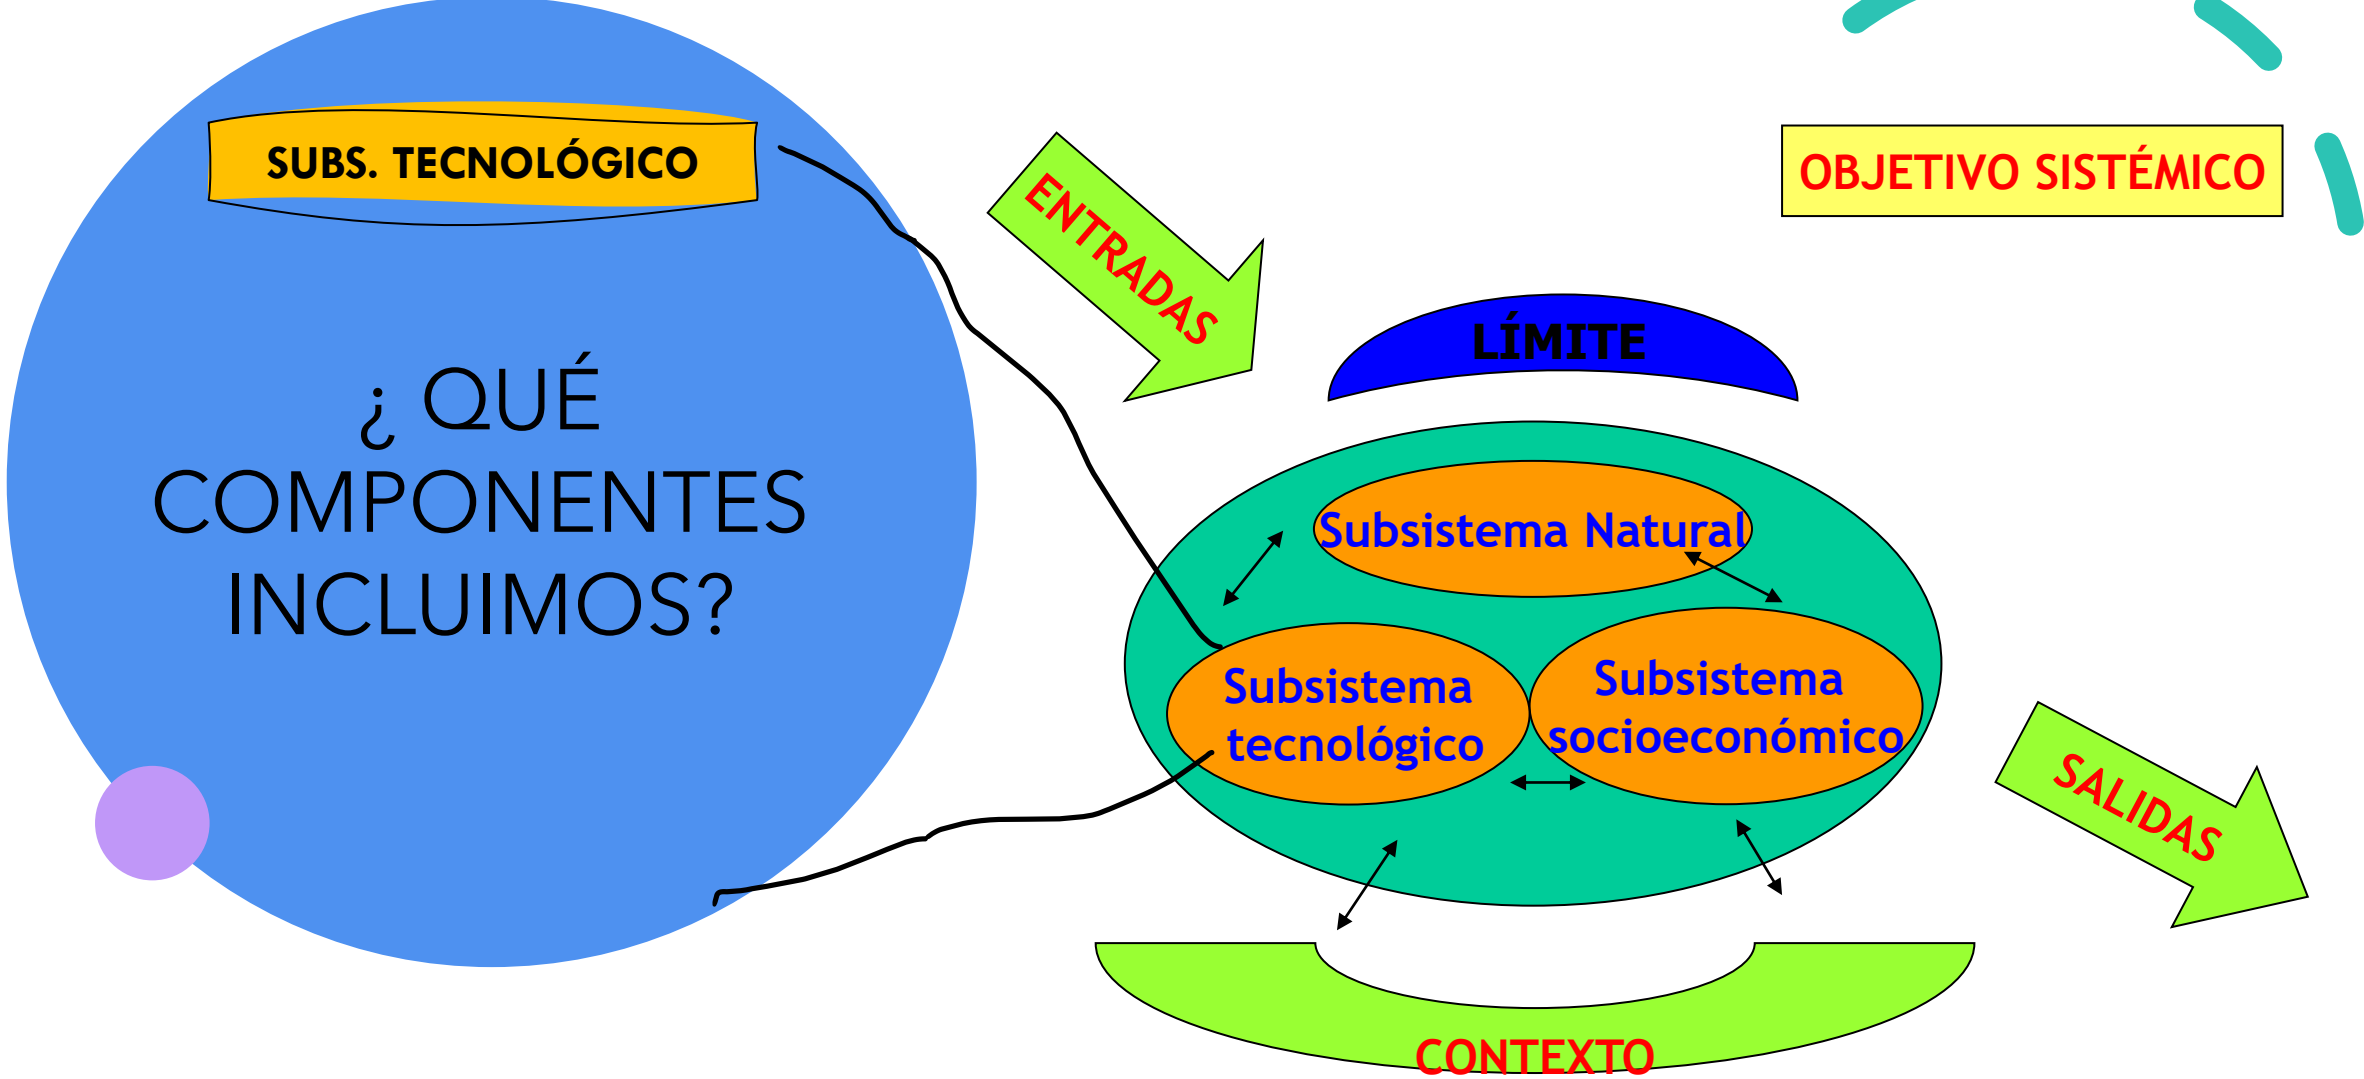 SUBS. TECNOLÓGICO
¿ QUÉ
COMPONENTES
INCLUIMOS?
ENTRADAS
OBJETIVO SISTÉMICO
LÍMITE
Subsistema Natural
Subsistema
tecnológico
Subsistema
socioeconómico
SALIDAS
CONTEXTO